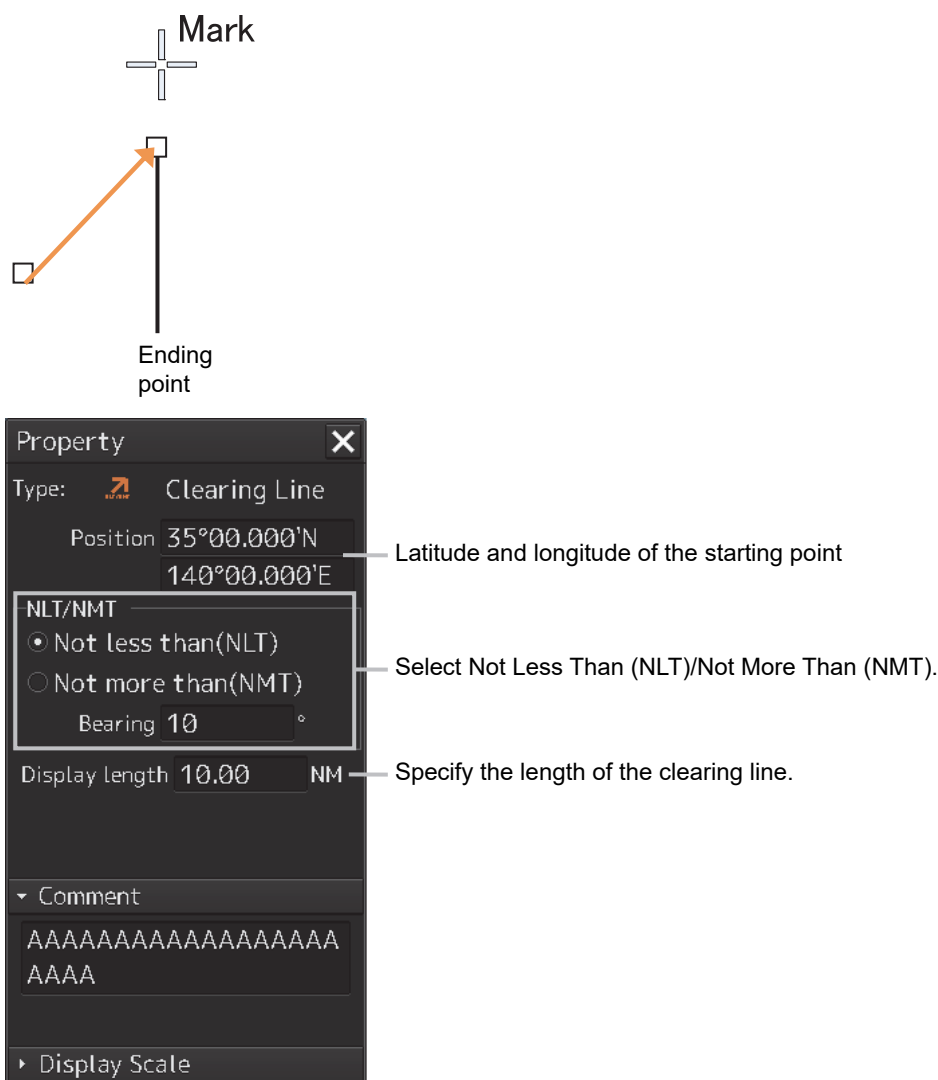 Mark
Ending
point
Property
Type: NLT/NMT Clearing Line
Position 35°00.000'N
140°00.000'E
Latitude and longitude of the starting point
NLT/NMT
Not less than(NLT)
Not more than(NMT)
Select Not Less Than (NLT)/Not More Than (NMT).
Bearing 10 °
Display length 10.00 NM
Specify the length of the clearing line.
Comment
AAAAAAAAAAAAAAAAAA
AAAA
Display Scale